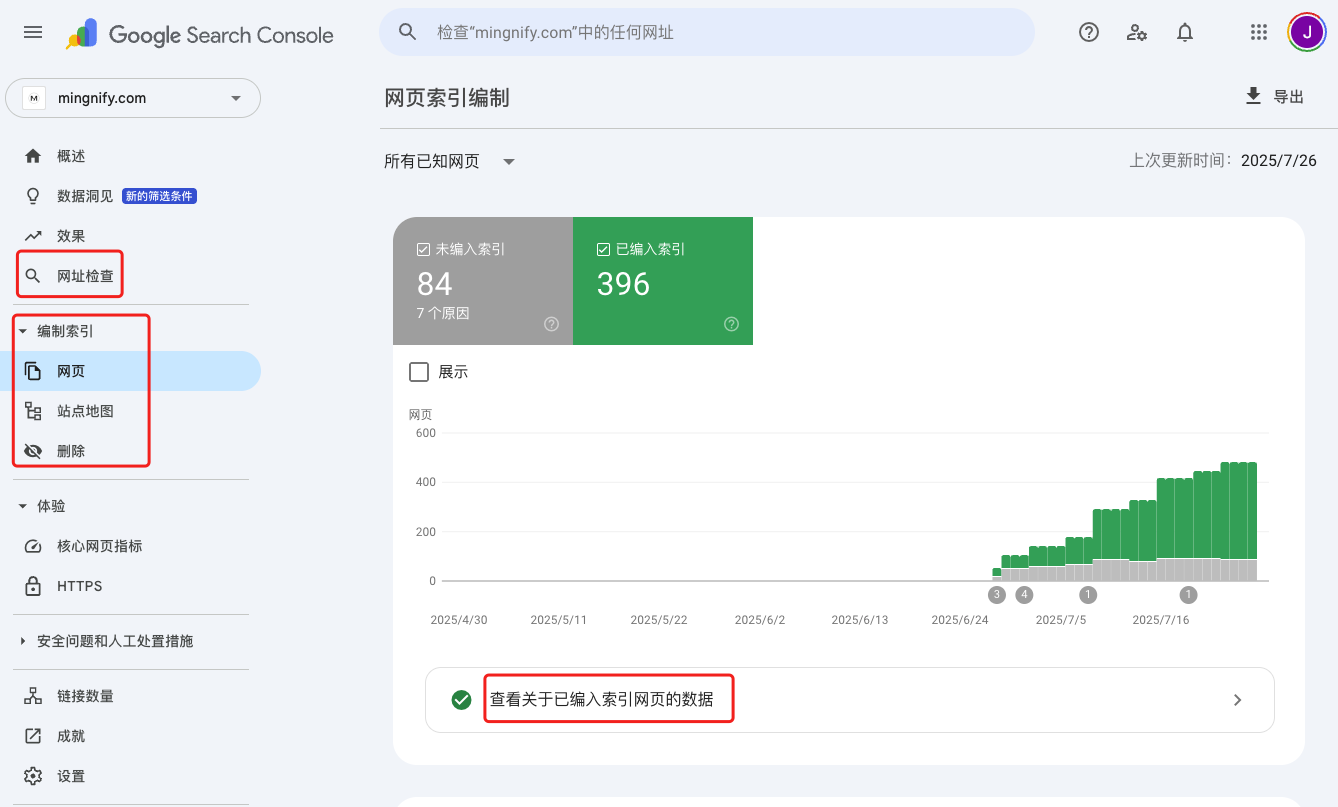 Google Search Console
检查"mingnify.com"中的任何网址
J
M
mingnify.com
网页索引编制
导出
概述
数据洞见 新的筛选条件
效果
网址检查
编制索引
网页
站点地图
删除
体验
核心网页指标
HTTPS
安全问题和人工处置措施
链接数量
成就
设置
所有已知网页
上次更新时间： 2025/7/26
未编入索引
84
7 个原因
已编入索引
396
展示
网页
600
400
200
0
3 4 1 1
2025/4/30 2025/5/11 2025/5/22 2025/6/2 2025/6/13 2025/6/24 2025/7/5 2025/7/16
查看关于已编入索引网页的数据